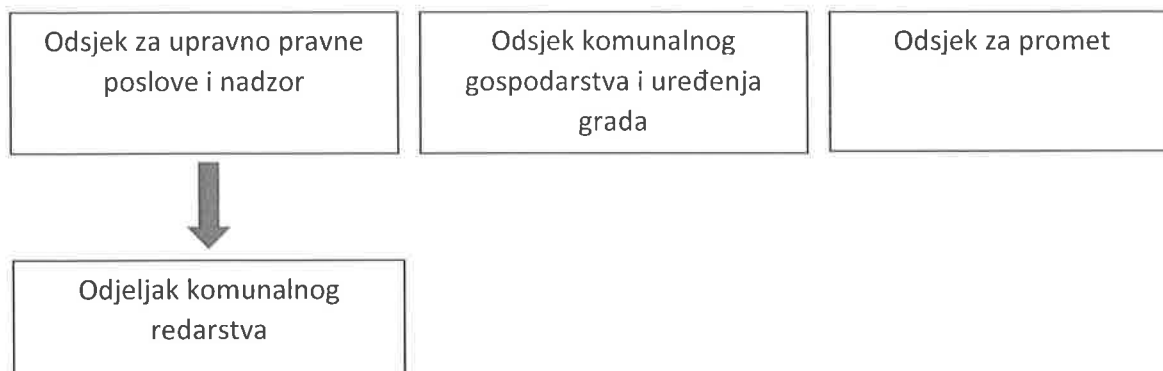 Odsjek za upravno pravne
poslove i nadzor
Odsjek komunalnog
gospodarstva i uređenja
grada
Odsjek za promet
Odjeljak komunalnog
redarstva